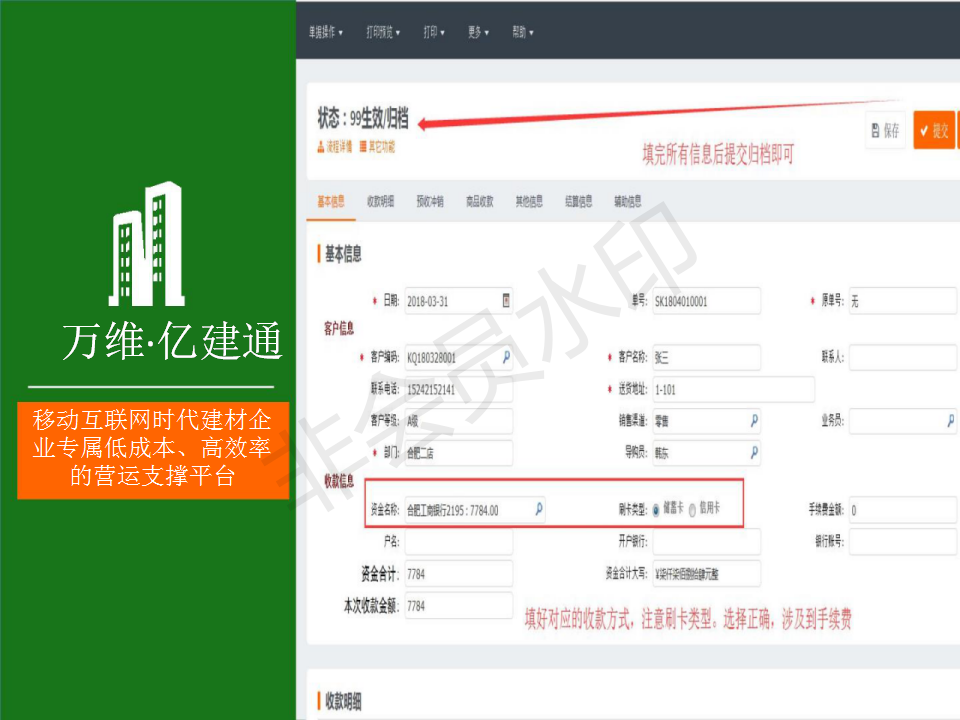 万维·亿建通
移动互联网时代建材企
业专属低成本、高效率
的营运支撑平台
单据操作 打印预览 打印 更多 帮助
状态：99生效/归档
流程详情 其它功能
保存 提交
填完所有信息后提交归档即可
基本信息 收款明细 预收冲销 商品收款 其他信息 结算信息 辅助信息
基本信息
* 日期: 2018-03-31 单号: SK1804010001 * 原单号: 无
客户信息
* 客户编码: KQ180328001 * 客户名称: 张三 联系人:
联系电话: 15242152141 * 送货地址: 1-101
客户等级: A级 销售渠道: 零售 业务员:
* 部门: 合肥二店 导购员: 韩东
收款信息
资金名称: 合肥工商银行2195 : 7784.00 刷卡类型: 储蓄卡 信用卡 手续费金额: 0
户名: 开户银行: 银行账号:
资金合计: 7784 资金合计大写: ¥柒仟柒佰捌拾肆元整
本次收款金额: 7784
填好对应的收款方式，注意刷卡类型。选择正确，涉及到手续费
收款明细
非会员水印